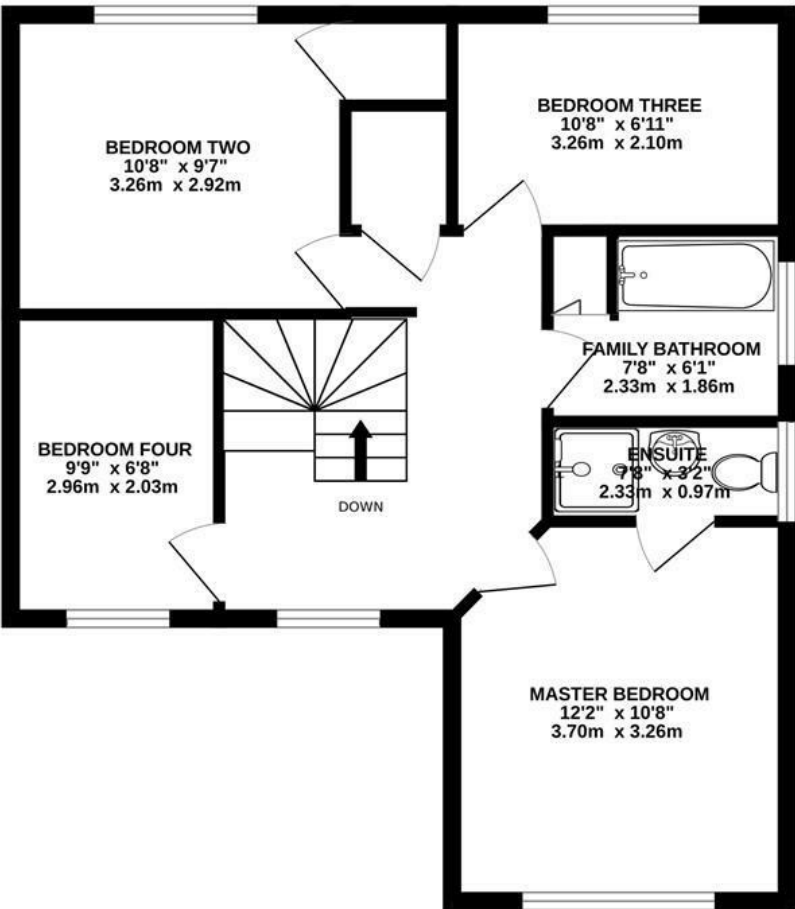 BEDROOM TWO
10'8" x 9'7"
3.26m x 2.92m
BEDROOM THREE
10'8" x 6'11"
3.26m x 2.10m
FAMILY BATHROOM
7'8" x 6'1"
2.33m x 1.86m
BEDROOM FOUR
9'9" x 6'8"
2.96m x 2.03m
DOWN
ENSUITE
7'8" x 3'2"
2.33m x 0.97m
MASTER BEDROOM
12'2" x 10'8"
3.70m x 3.26m